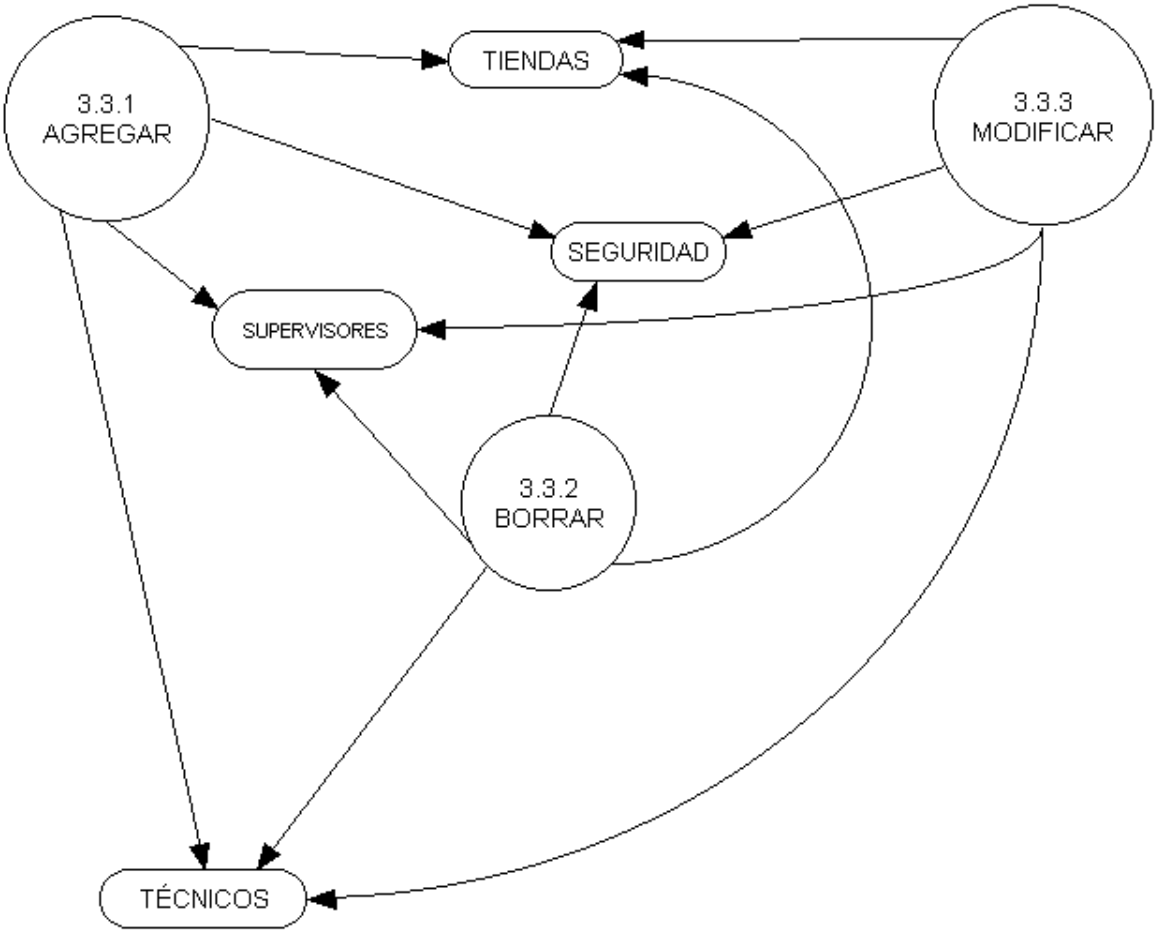 3.3.1
AGREGAR
TIENDAS
3.3.3
MODIFICAR
SEGURIDAD
SUPERVISORES
3.3.2
BORRAR
TÉCNICOS